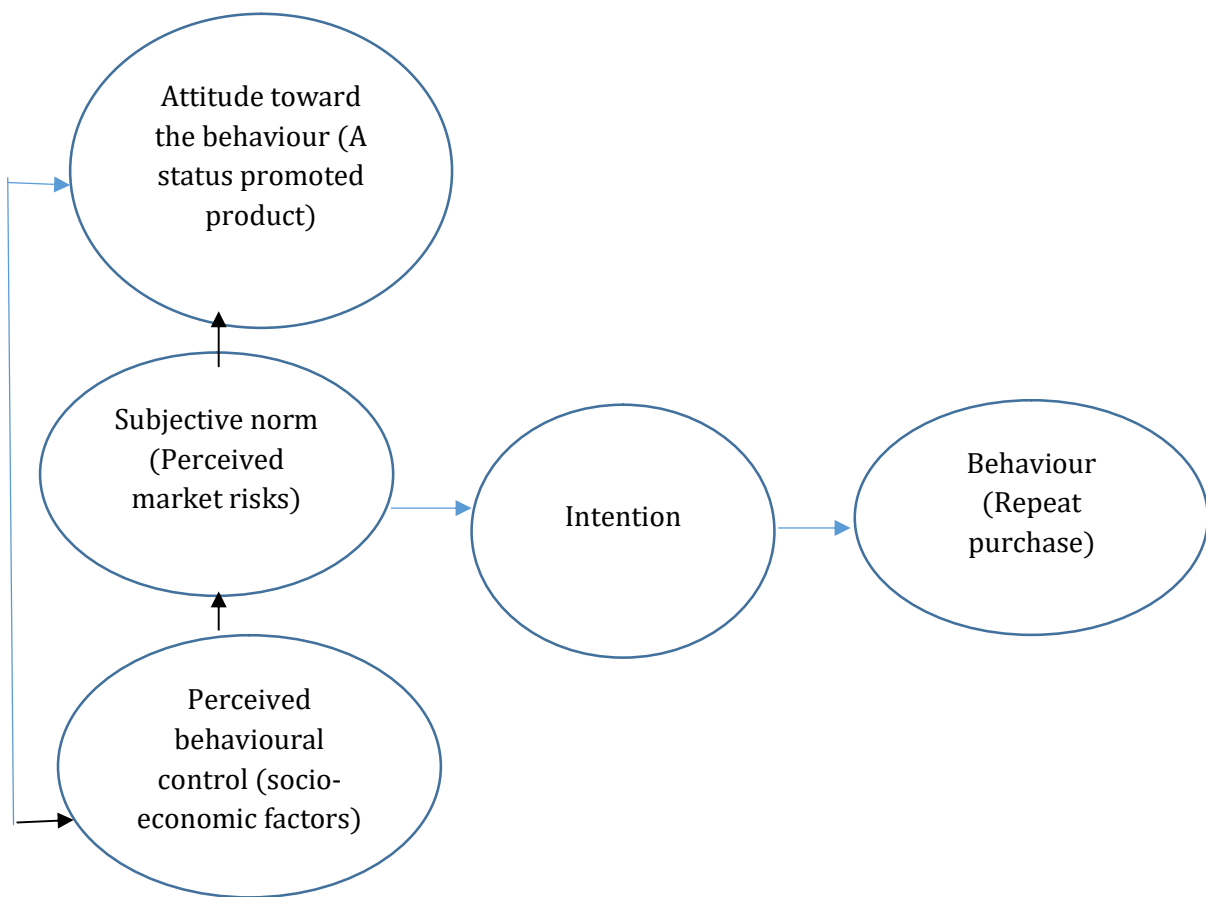 Attitude toward
the behaviour (A
status promoted
product)
Subjective norm
(Perceived
market risks)
Intention
Behaviour
(Repeat
purchase)
Perceived
behavioural
control (socio-
economic factors)